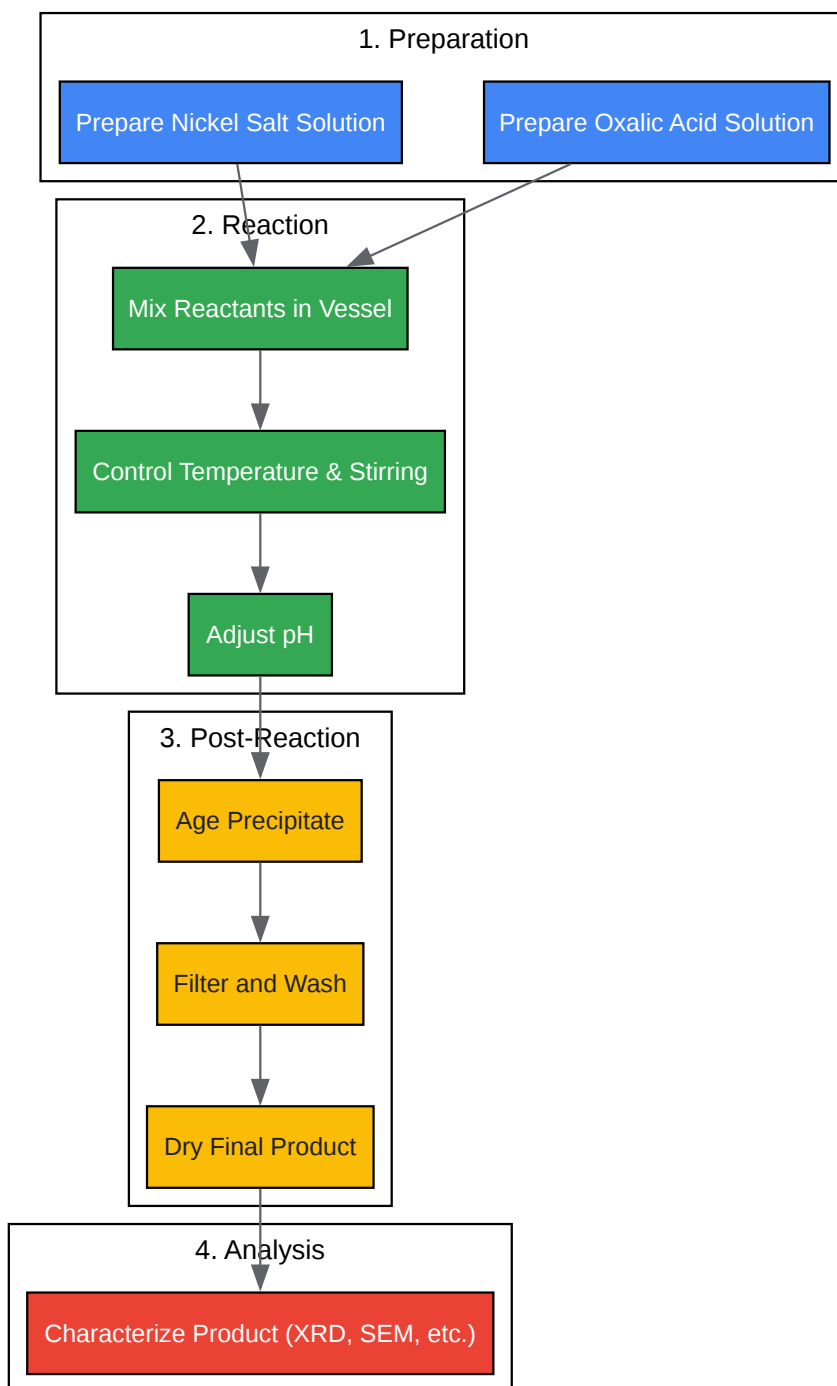 1. Preparation
Prepare Nickel Salt Solution
Prepare Oxalic Acid Solution
2. Reaction
Mix Reactants in Vessel
Control Temperature & Stirring
Adjust pH
3. Post-Reaction
Age Precipitate
Filter and Wash
Dry Final Product
4. Analysis
Characterize Product (XRD, SEM, etc.)